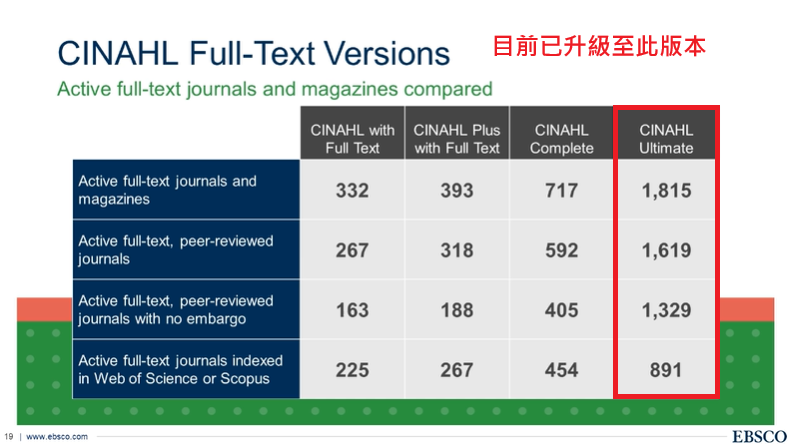 CINAHL Full-Text Versions
目前已升級至此版本
Active full-text journals and magazines compared
CINAHL with
Full Text
CINAHL Plus
with Full Text
CINAHL
Complete
CINAHL
Ultimate
Active full-text journals and
magazines
332
393
717
1,815
Active full-text, peer-reviewed
journals
267
318
592
1,619
Active full-text, peer-reviewed
journals with no embargo
163
188
405
1,329
Active full-text journals indexed
in Web of Science or Scopus
225
267
454
891
19 | www.ebsco.com
EBSCO